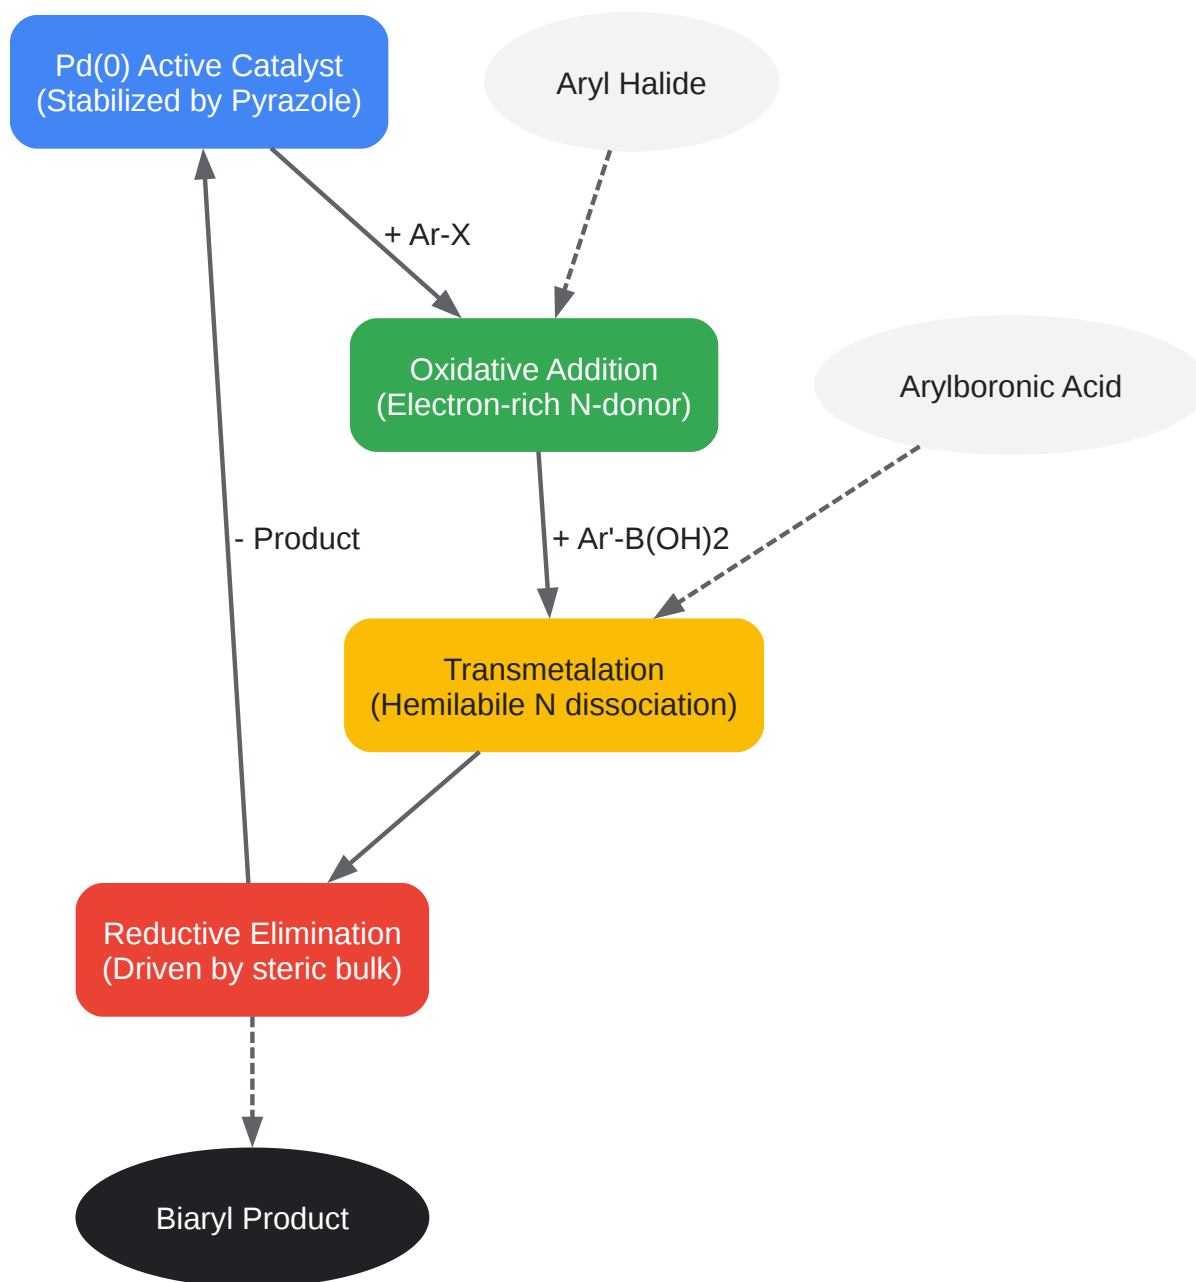 Pd(0) Active Catalyst
(Stabilized by Pyrazole)
Aryl Halide
+ Ar-X
Oxidative Addition
(Electron-rich N-donor)
Arylboronic Acid
- Product
+ Ar'-B(OH)2
Transmetalation
(Hemilabile N dissociation)
Reductive Elimination
(Driven by steric bulk)
Biaryl Product